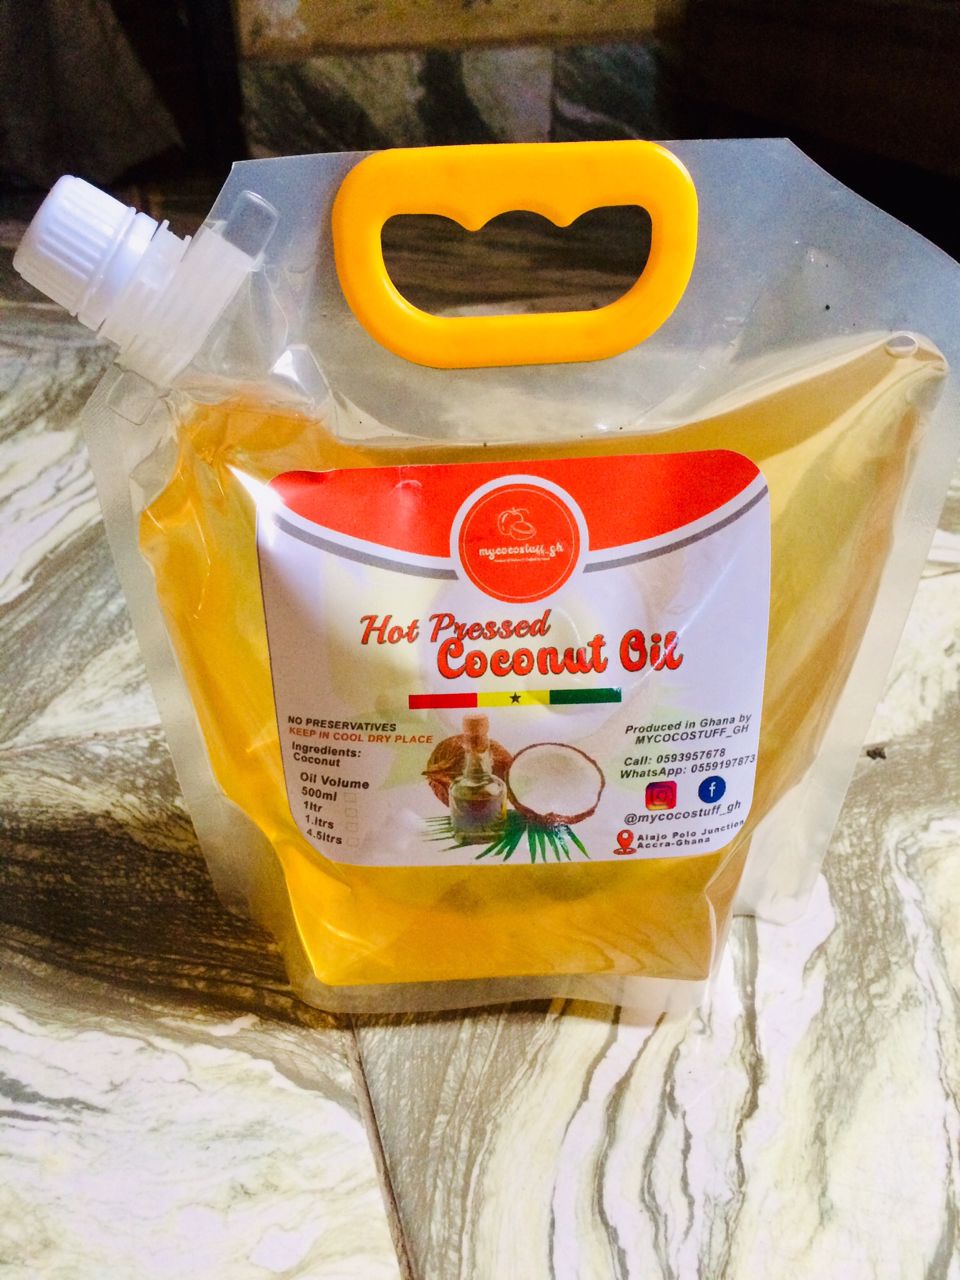 mycocostuff_gh
Hot Pressed
Coconut Oil
NO PRESERVATIVES
KEEP IN COOL DRY PLACE
Ingredients:
Coconut
Oil Volume
500ml
1ltr
1.ltrs
4.5ltrs
Produced in Ghana by
MYCOCOSTUFF_GH
Call: 0593957678
WhatsApp: 0559197873
@mycocostuff_gh
Alajo Polo Junction
Accra-Ghana